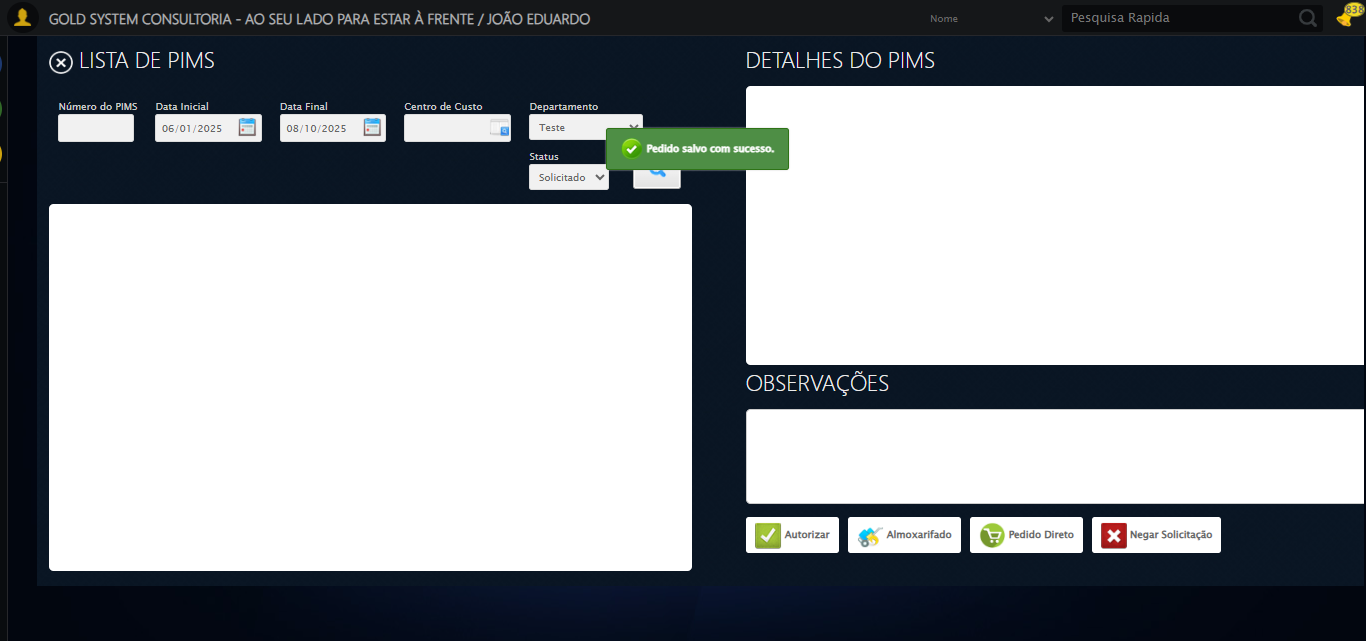 GOLD SYSTEM CONSULTORIA - AO SEU LADO PARA ESTAR À FRENTE / JOÃO EDUARDO
Nome
Pesquisa Rapida
838
LISTA DE PIMS
Número do PIMS
Data Inicial
Data Final
Centro de Custo
Departamento
06/01/2025
08/10/2025
Teste
Status
Solicitado
Pedido salvo com sucesso.
DETALHES DO PIMS
OBSERVAÇÕES
Autorizar
Almoxarifado
Pedido Direto
Negar Solicitação